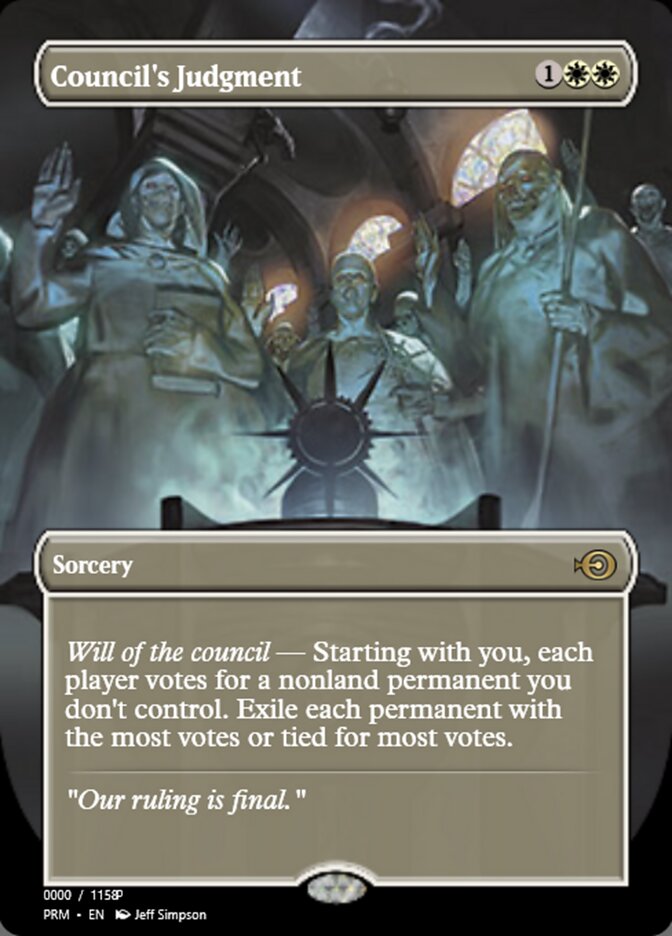 Council's Judgment 1
Sorcery
Will of the council — Starting with you, each
player votes for a nonland permanent you
don't control. Exile each permanent with
the most votes or tied for most votes.
"Our ruling is final."
0000 / 1158P
PRM • EN Jeff Simpson